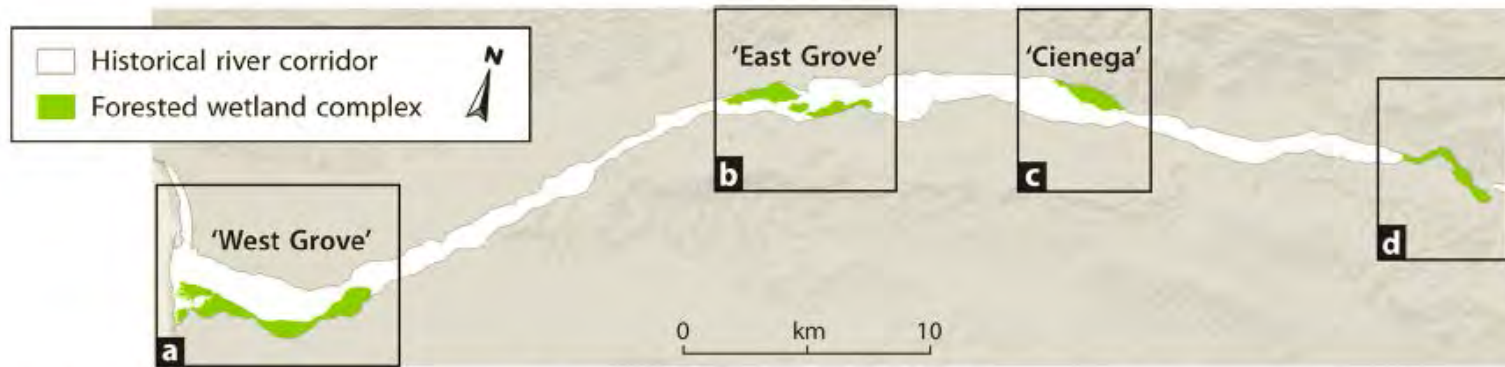 Historical river corridor
Forested wetland complex
N
'West Grove'
a
'East Grove'
b
'Cienega'
c
d
0 km 10